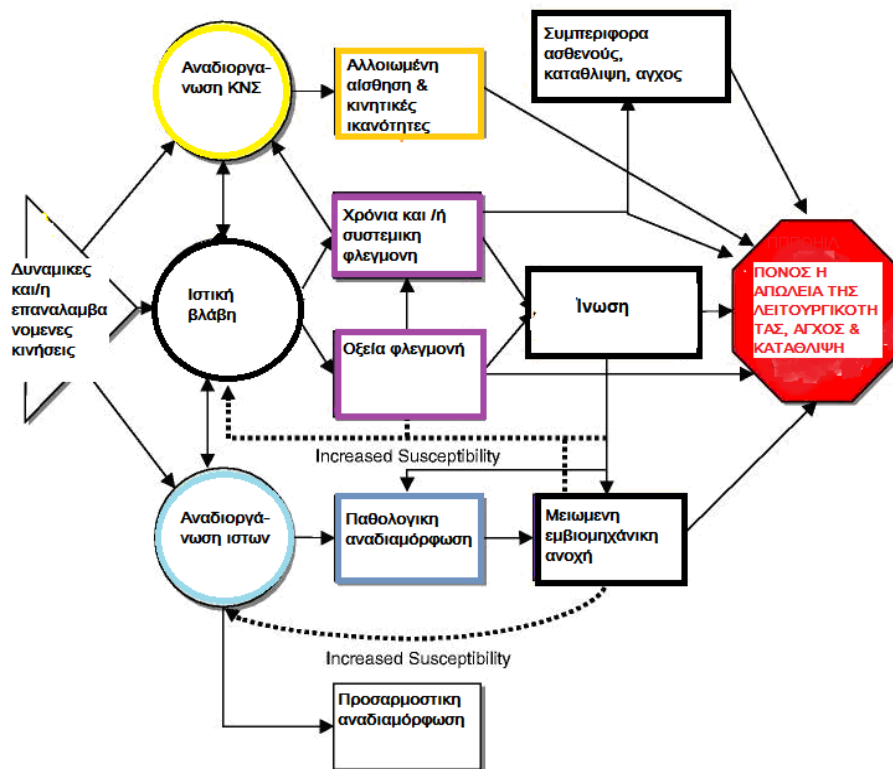 Αναδιοργα-
νωση ΚΝΣ
Αλλοιωμένη
αίσθηση &
κινητικές
ικανότητες
Συμπεριφορα
ασθενούς,
καταθλιψη, αγχος
Δυναμικες
και/η
επαναλαμβα
νομενες
κινήσεις
Ιστική
βλάβη
Χρόνια και /ή
συστεμικη
φλεγμονη
Οξεία φλεγμονή
Ίνωση
ΠΟΝΟΣ Η
ΑΠΩΛΕΙΑ ΤΗΣ
ΛΕΙΤΟΥΡΓΙΚΟΤΗ
ΤΑΣ, ΑΓΧΟΣ &
ΚΑΤΑΘΛΙΨΗ
Increased Susceptibility
Αναδιοργά-
νωση ιστων
Παθολογικη
αναδιαμόρφωση
Μειωμενη
εμβιομηχάνικη
ανοχή
Increased Susceptibility
Προσαρμοστικη
αναδιαμόρφωση